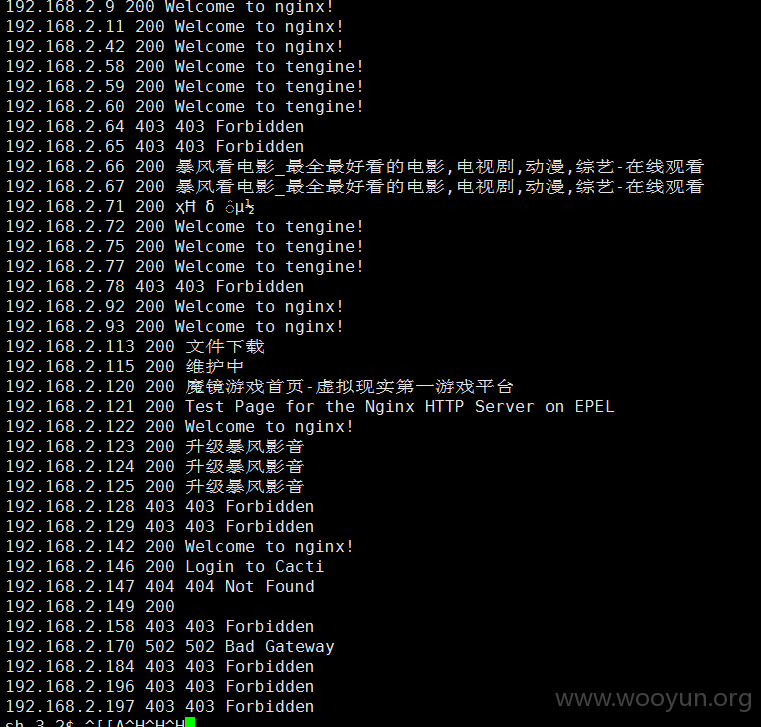 192.168.2.9 200 Welcome to nginx!
192.168.2.11 200 Welcome to nginx!
192.168.2.42 200 Welcome to nginx!
192.168.2.58 200 Welcome to tengine!
192.168.2.59 200 Welcome to tengine!
192.168.2.60 200 Welcome to tengine!
192.168.2.64 403 403 Forbidden
192.168.2.65 403 403 Forbidden
192.168.2.66 200 暴风看电影_最全最好看的电影,电视剧,动漫,综艺-在线观看
192.168.2.67 200 暴风看电影_最全最好看的电影,电视剧,动漫,综艺-在线观看
192.168.2.71 200
192.168.2.72 200 Welcome to tengine!
192.168.2.75 200 Welcome to tengine!
192.168.2.77 200 Welcome to tengine!
192.168.2.78 403 403 Forbidden
192.168.2.92 200 Welcome to nginx!
192.168.2.93 200 Welcome to nginx!
192.168.2.113 200 文件下载
192.168.2.115 200 维护中
192.168.2.120 200 魔镜游戏首页-虚拟现实第一游戏平台
192.168.2.121 200 Test Page for the Nginx HTTP Server on EPEL
192.168.2.122 200 Welcome to nginx!
192.168.2.123 200 升级暴风影音
192.168.2.124 200 升级暴风影音
192.168.2.125 200 升级暴风影音
192.168.2.128 403 403 Forbidden
192.168.2.129 403 403 Forbidden
192.168.2.142 200 Welcome to nginx!
192.168.2.146 200 Login to Cacti
192.168.2.147 404 404 Not Found
192.168.2.149 200
192.168.2.158 403 403 Forbidden
192.168.2.170 502 502 Bad Gateway
192.168.2.184 403 403 Forbidden
192.168.2.196 403 403 Forbidden
192.168.2.197 403 403 Forbidden
sh-3.2$ ^[[A^H^H^H
www.wooyun.org